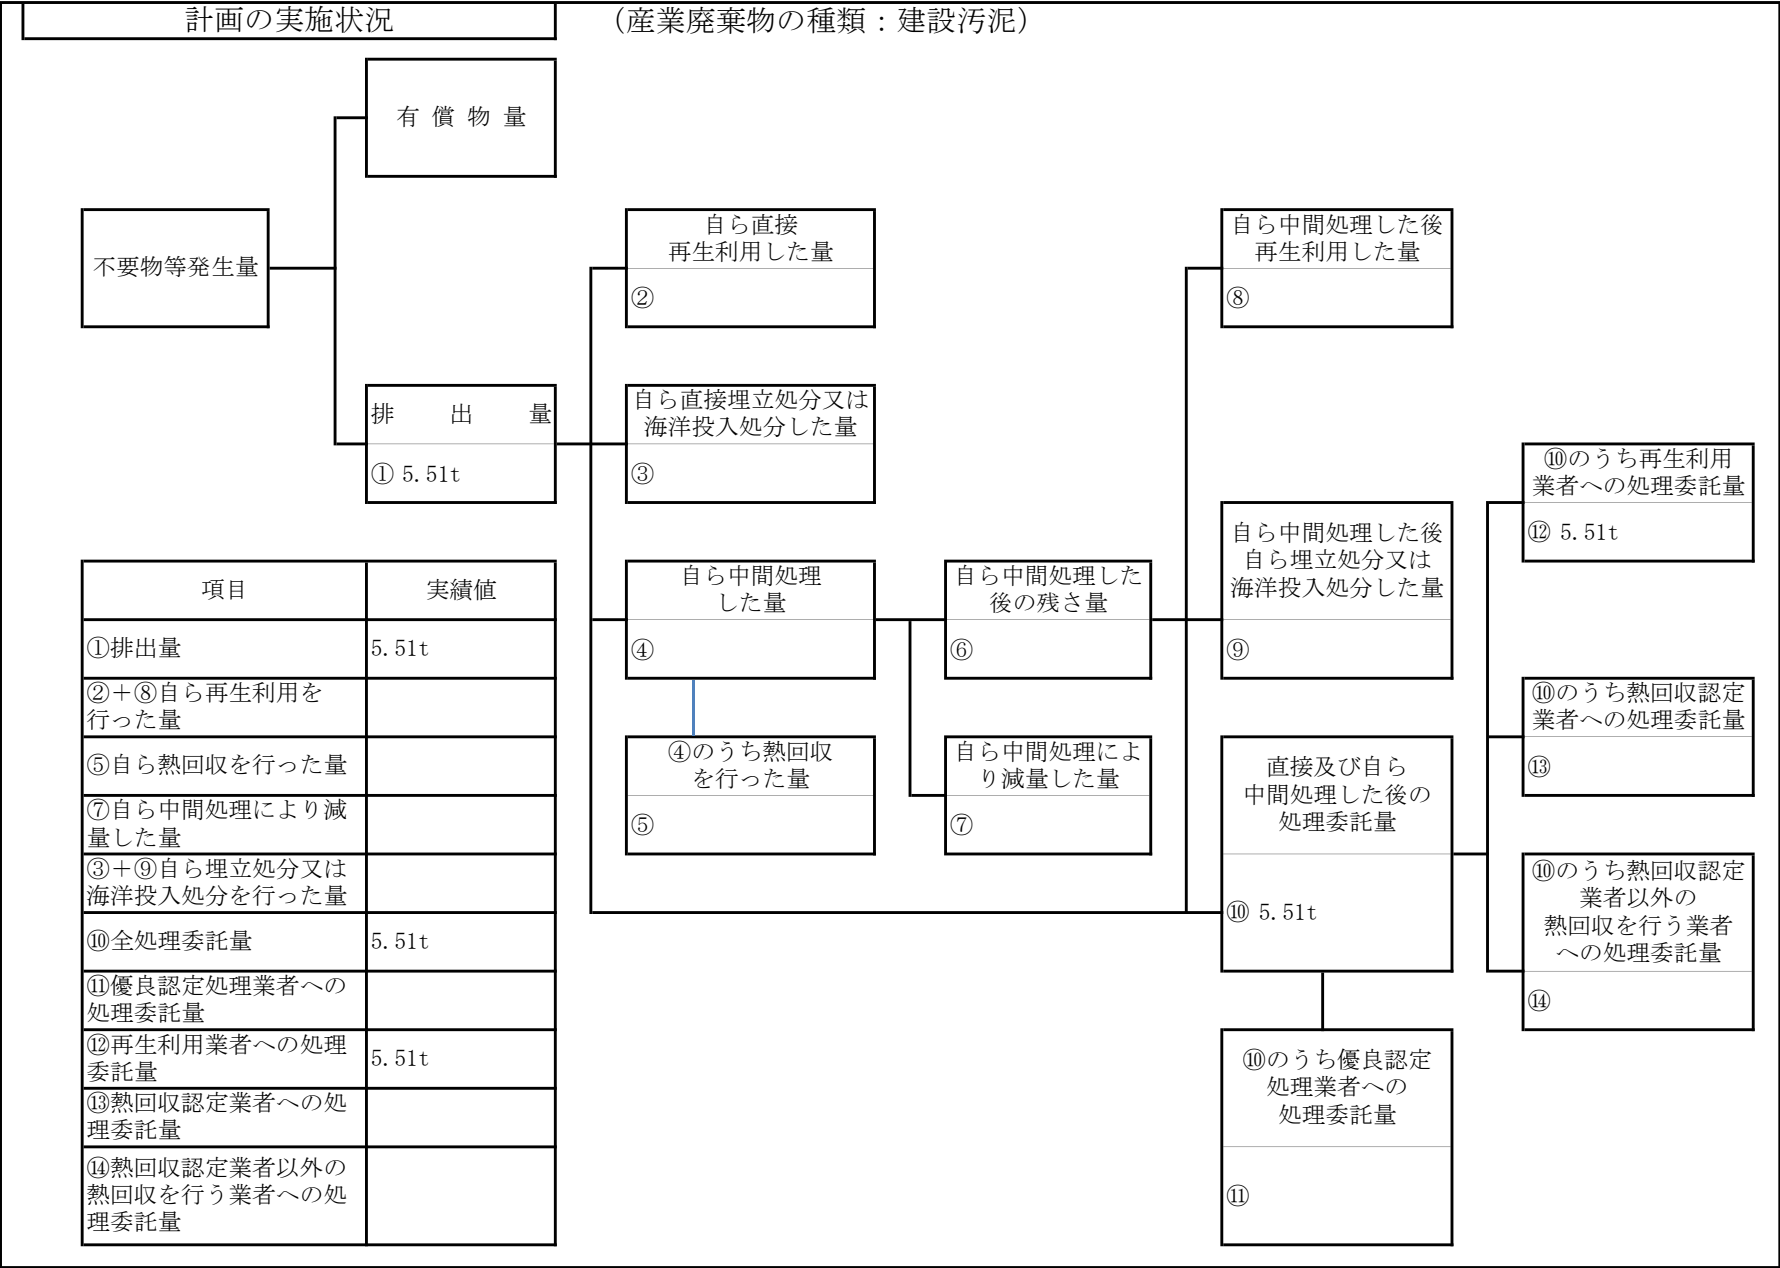 計画の実施状況
（産業廃棄物の種類：建設汚泥）
有償物量
不要物等発生量
排出量
① 5.51t
自ら直接
再生利用した量
②
自ら直接埋立処分又は
海洋投入処分した量
③
自ら中間処理
した量
④
④のうち熱回収
を行った量
⑤
自ら中間処理した
後の残さ量
⑥
自ら中間処理によ
り減量した量
⑦
自ら中間処理した後
再生利用した量
⑧
自ら中間処理した後
自ら埋立処分又は
海洋投入処分した量
⑨
直接及び自ら
中間処理した後の
処理委託量
⑩ 5.51t
⑩のうち優良認定
処理業者への
処理委託量
⑪
⑩のうち再生利用
業者への処理委託量
⑫ 5.51t
⑩のうち熱回収認定
業者への処理委託量
⑬
⑩のうち熱回収認定
業者以外の
熱回収を行う業者
への処理委託量
⑭
項目 実績値
①排出量 5.51t
②＋⑧自ら再生利用を
行った量
⑤自ら熱回収を行った量
⑦自ら中間処理により減
量した量
③＋⑨自ら埋立処分又は
海洋投入処分を行った量
⑩全処理委託量 5.51t
⑪優良認定処理業者への
処理委託量
⑫再生利用業者への処理
委託量 5.51t
⑬熱回収認定業者への処
理委託量
⑭熱回収認定業者以外の
熱回収を行う業者への処
理委託量